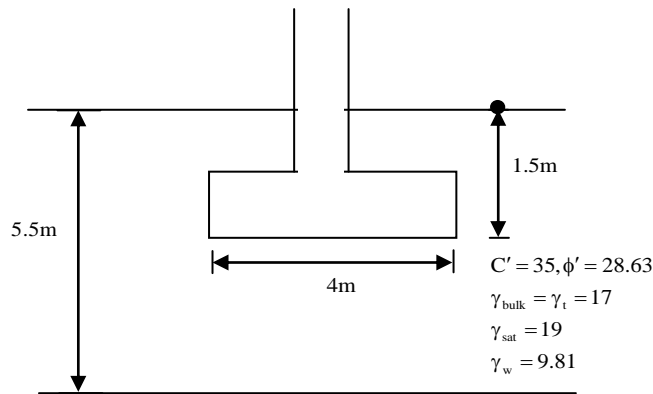 1.5m
5.5m
4m
C′ = 35, ϕ′ = 28.63
γbulk = γt = 17
γsat = 19
γw = 9.81